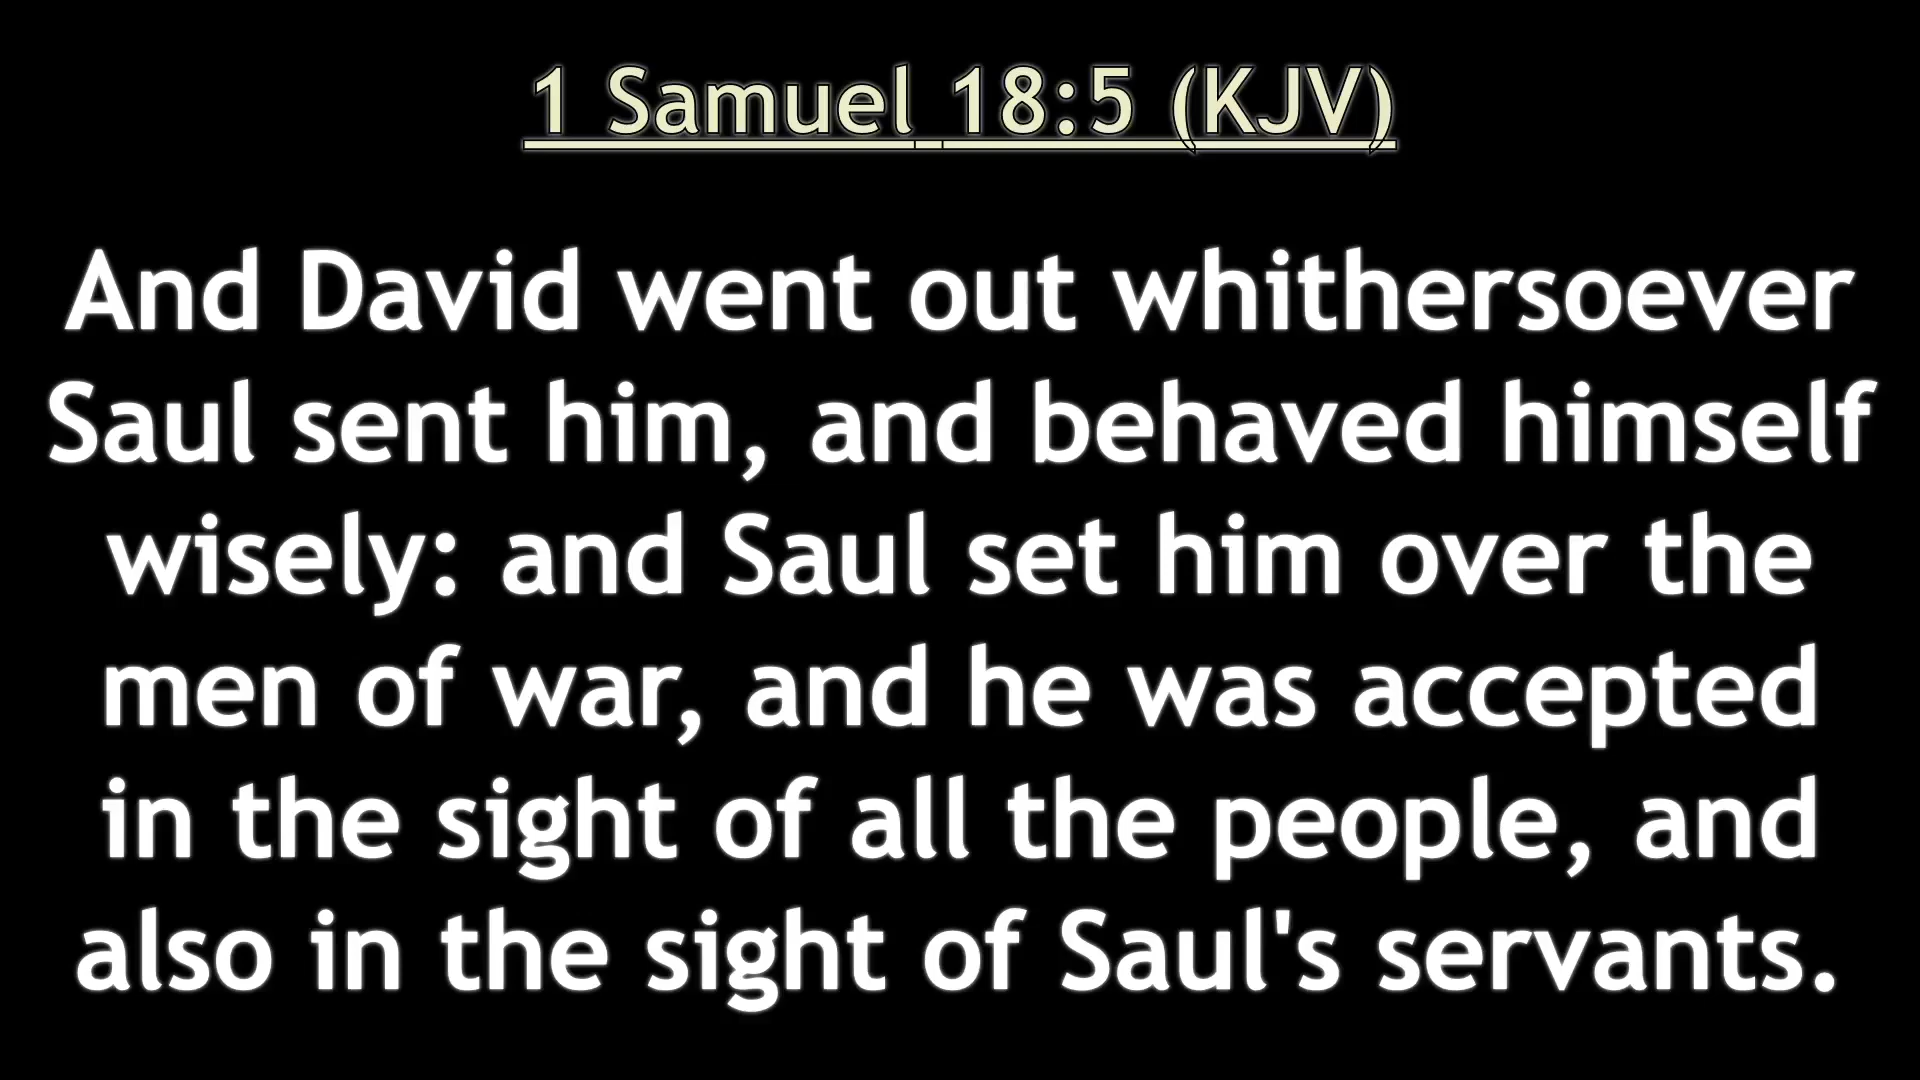 1 Samuel 18:5 (KJV)
And David went out whithersoever
Saul sent him, and behaved himself
wisely: and Saul set him over the
men of war, and he was accepted
in the sight of all the people, and
also in the sight of Saul's servants.